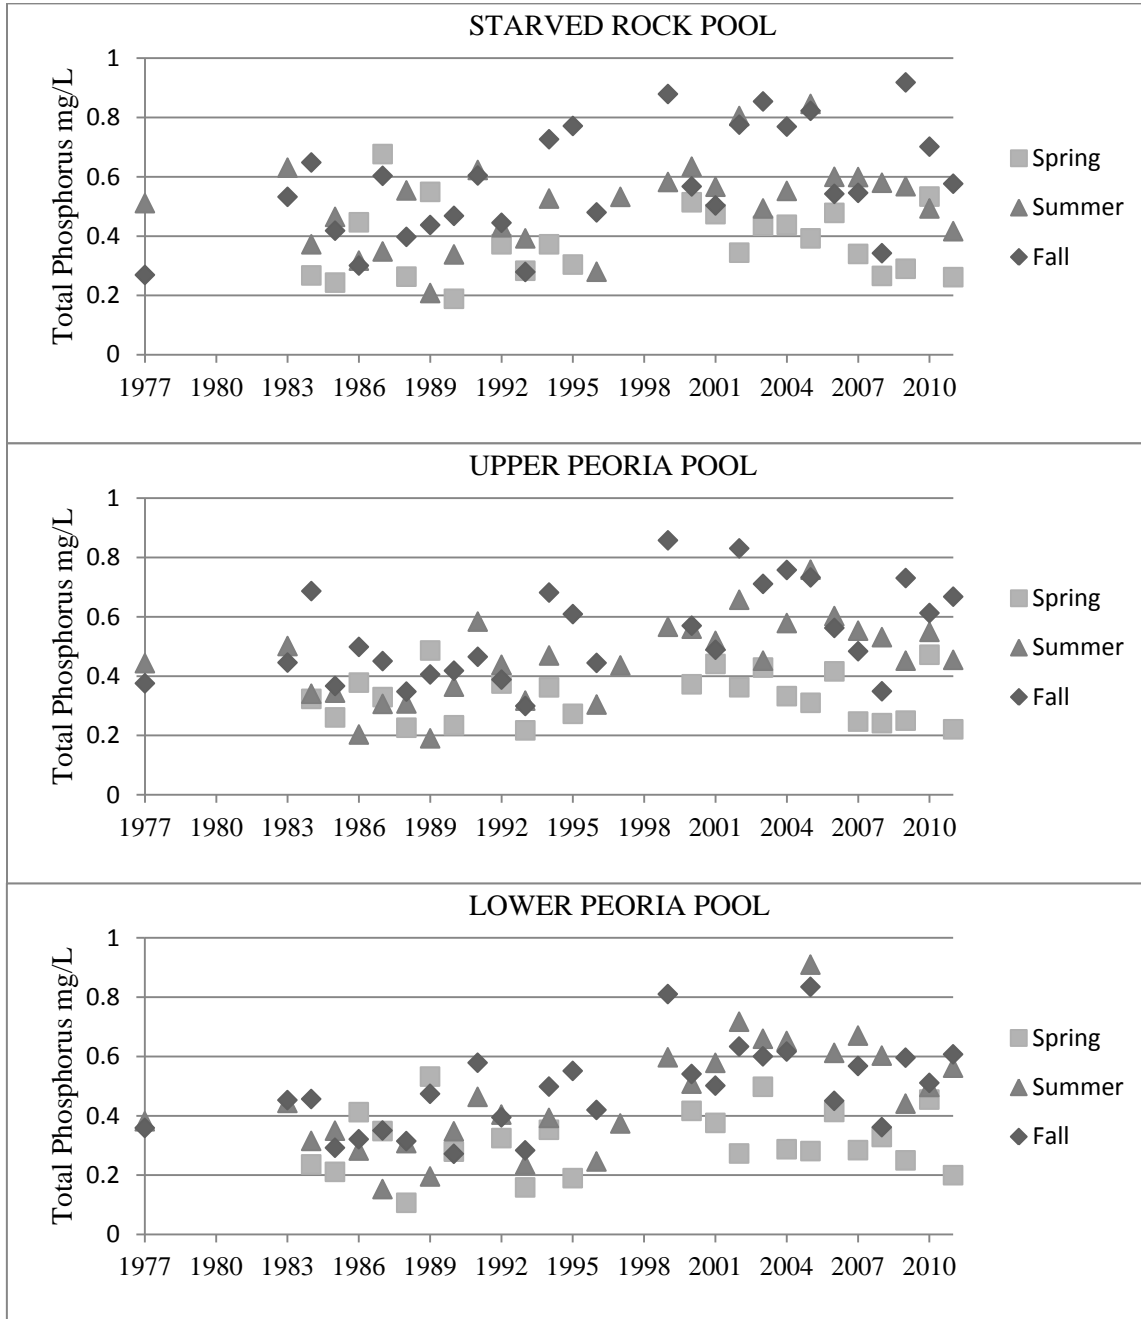 STARVED ROCK POOL
Total Phosphorus mg/L
1
0.8
0.6
0.4
0.2
0
1977 1980 1983 1986 1989 1992 1995 1998 2001 2004 2007 2010
Spring
Summer
Fall
UPPER PEORIA POOL
Total Phosphorus mg/L
1
0.8
0.6
0.4
0.2
0
1977 1980 1983 1986 1989 1992 1995 1998 2001 2004 2007 2010
Spring
Summer
Fall
LOWER PEORIA POOL
Total Phosphorus mg/L
1
0.8
0.6
0.4
0.2
0
1977 1980 1983 1986 1989 1992 1995 1998 2001 2004 2007 2010
Spring
Summer
Fall